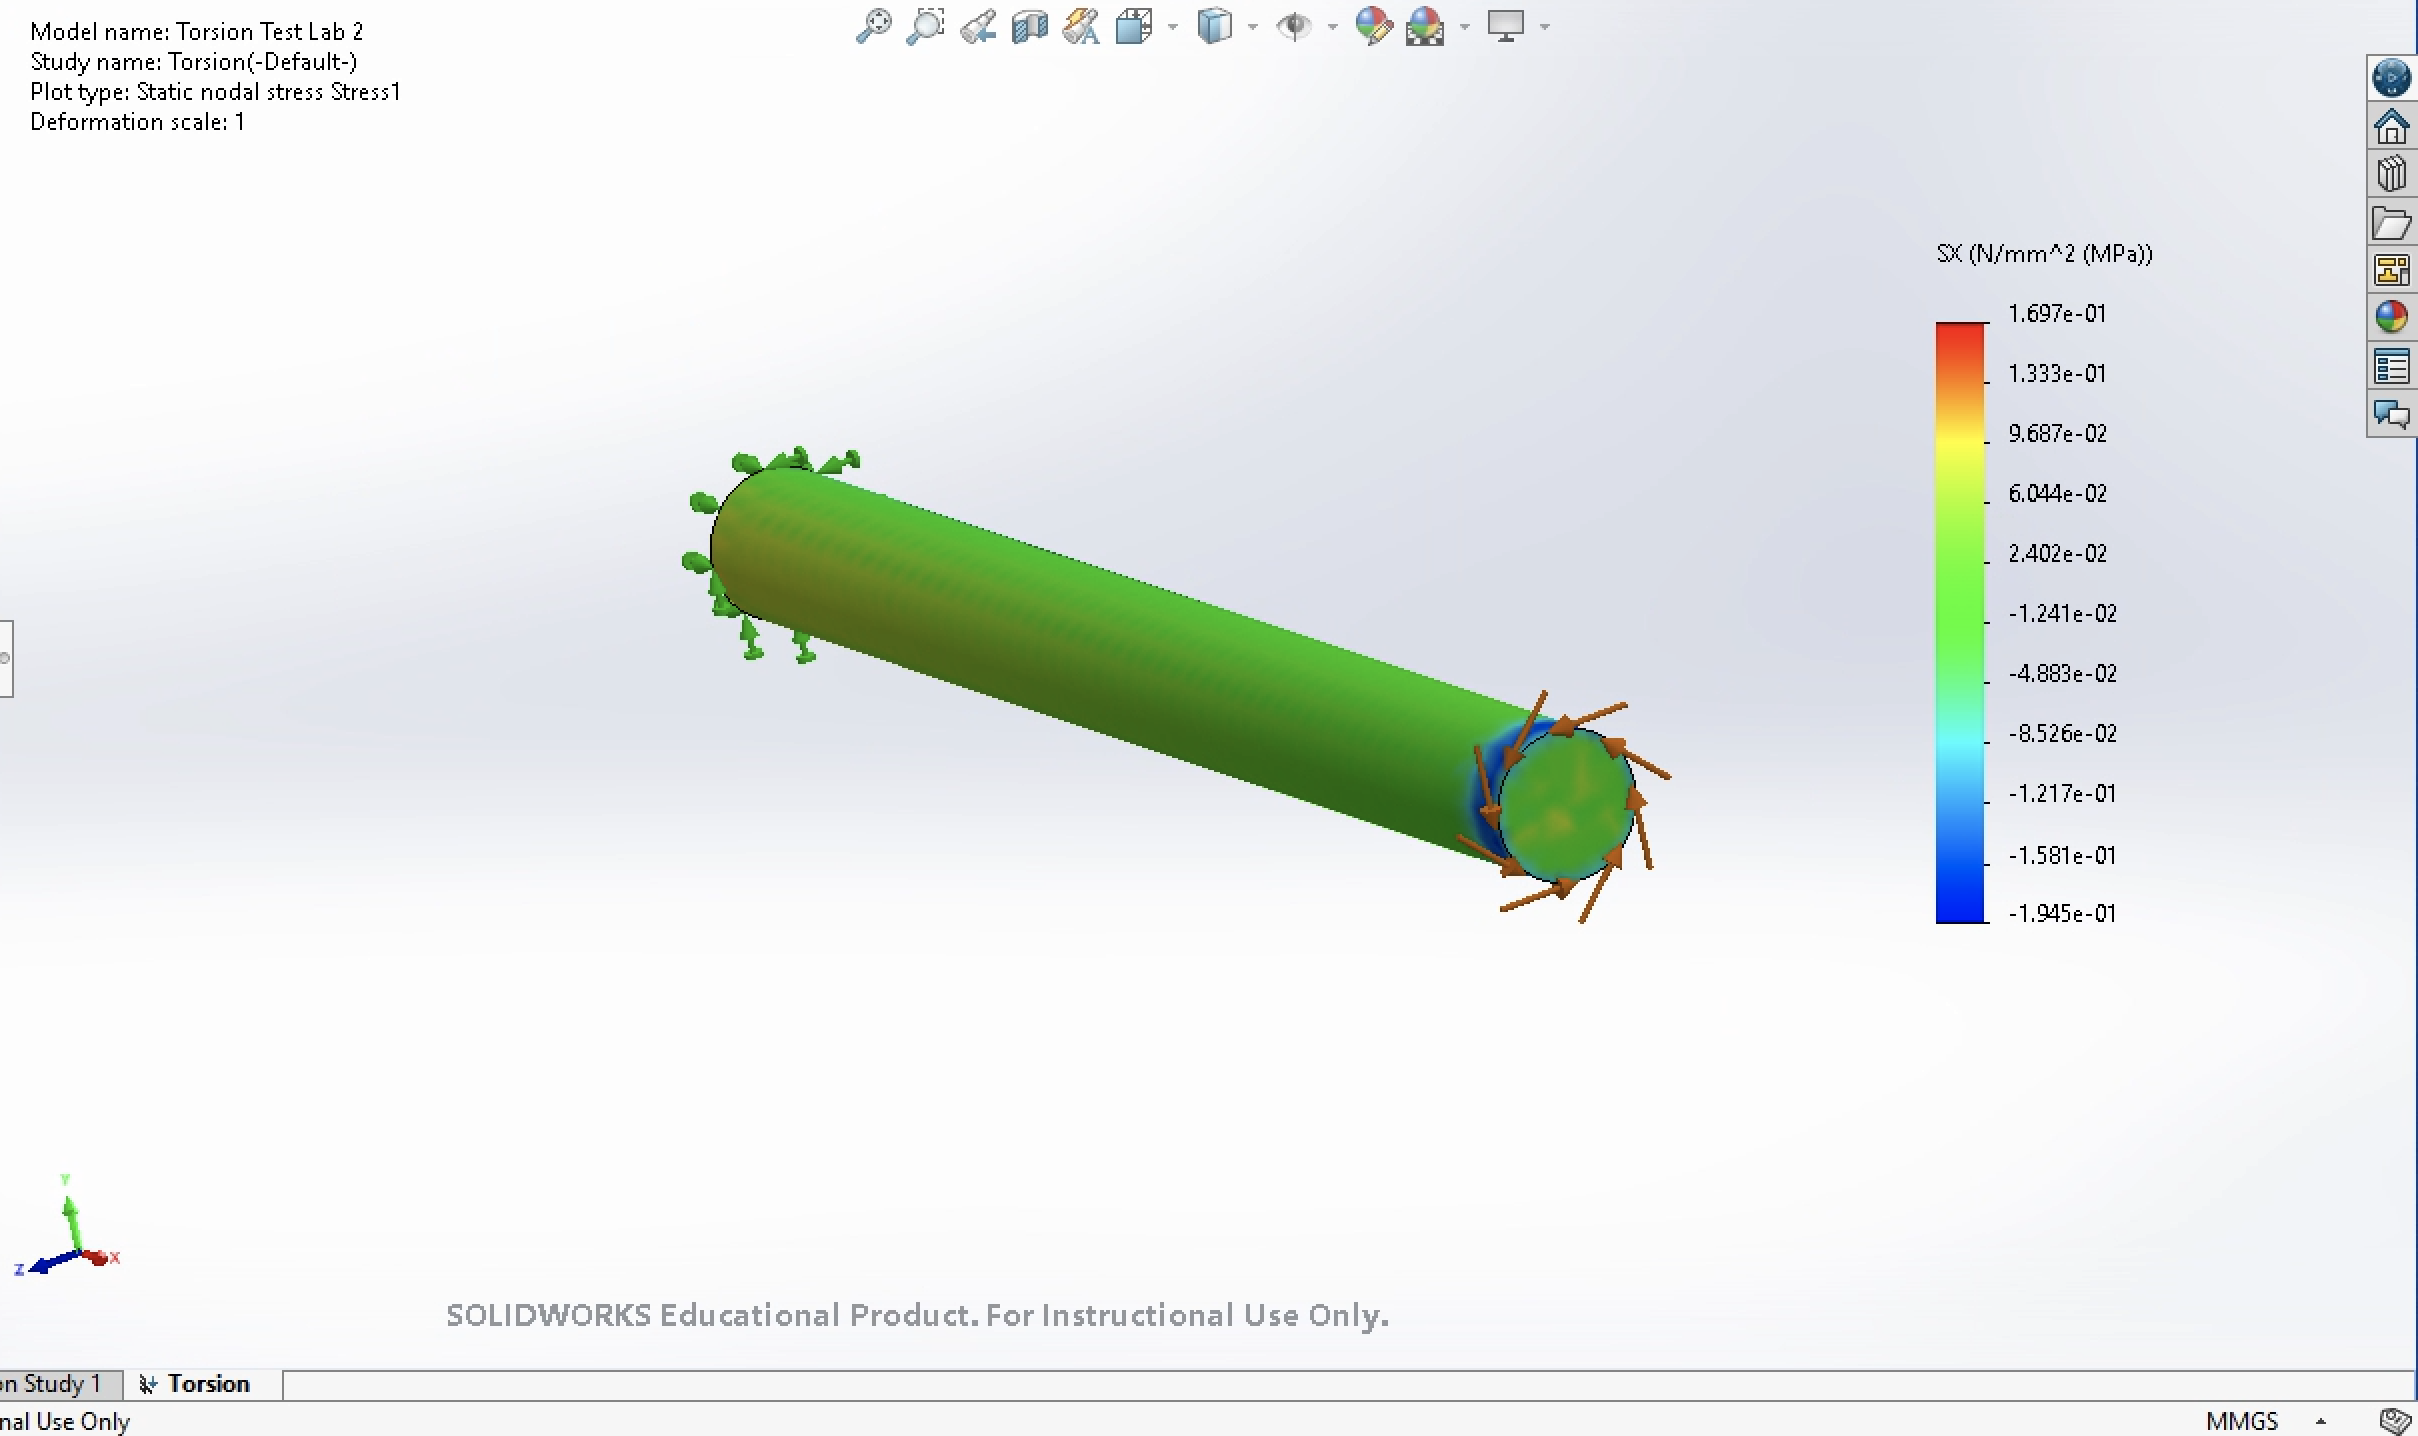 Model name: Torsion Test Lab 2
Study name: Torsion(-Default-)
Plot type: Static nodal stress Stress1
Deformation scale: 1
SX (N/mm^2 (MPa))
1.697e-01
1.333e-01
9.687e-02
6.044e-02
2.402e-02
-1.241e-02
-4.883e-02
-8.526e-02
-1.217e-01
-1.581e-01
-1.945e-01
Y
Z X
SOLIDWORKS Educational Product. For Instructional Use Only.
on Study 1 Torsion
nal Use Only MMGS